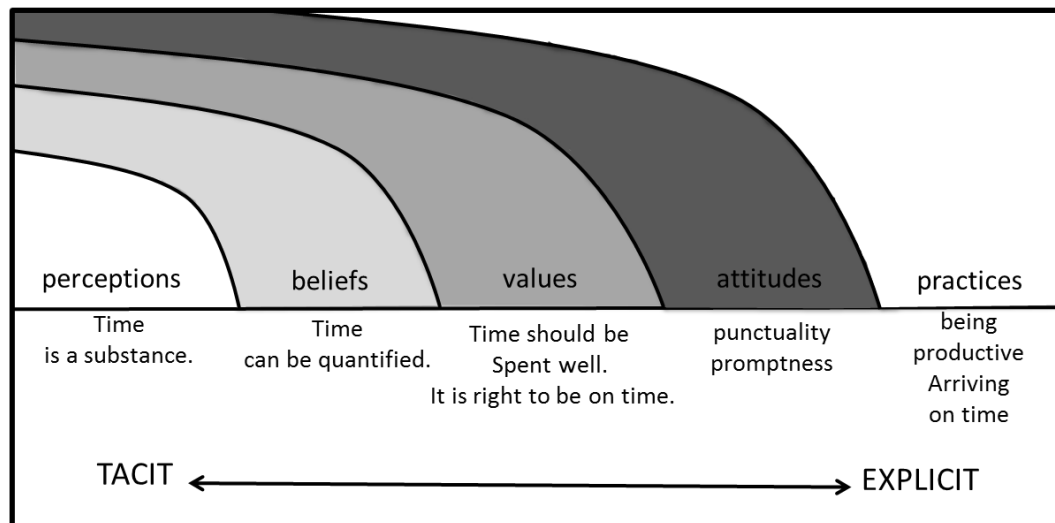 perceptions beliefs values attitudes practices
Time
is a substance.
Time
can be quantified.
Time should be
Spent well.
It is right to be on time.
punctuality
promptness
being
productive
Arriving
on time
TACIT EXPLICIT